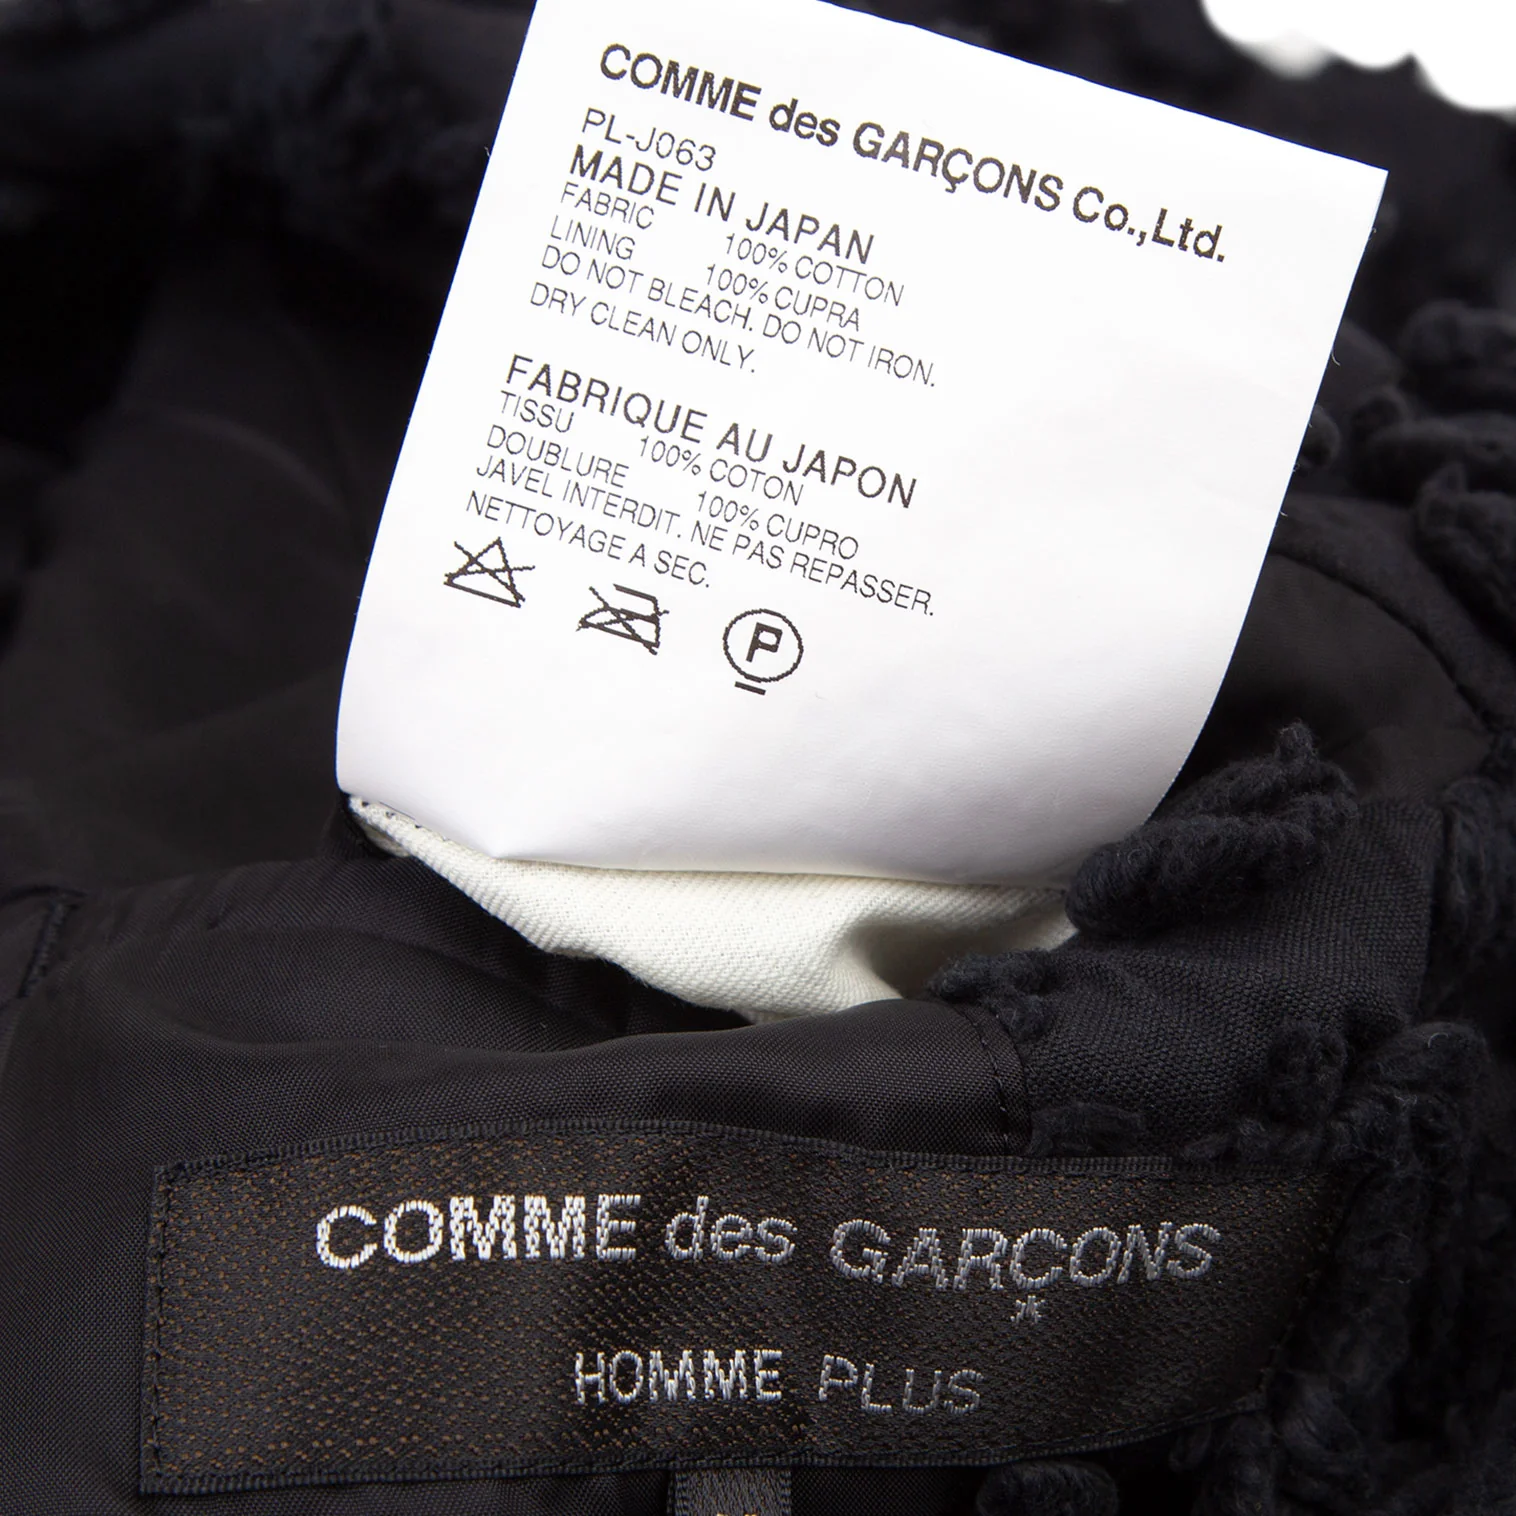 COMME des GARÇONS Co.,Ltd.
PL-J063
MADE IN JAPAN
FABRIC 100% COTTON
LINING 100% CUPRA
DO NOT BLEACH. DO NOT IRON.
DRY CLEAN ONLY.
FABRIQUE AU JAPON
TISSU 100% COTON
DOUBLURE 100% CUPRO
JAVEL INTERDIT. NE PAS REPASSER.
NETTOYAGE A SEC.
P
COMME des GARÇONS
HOMME PLUS